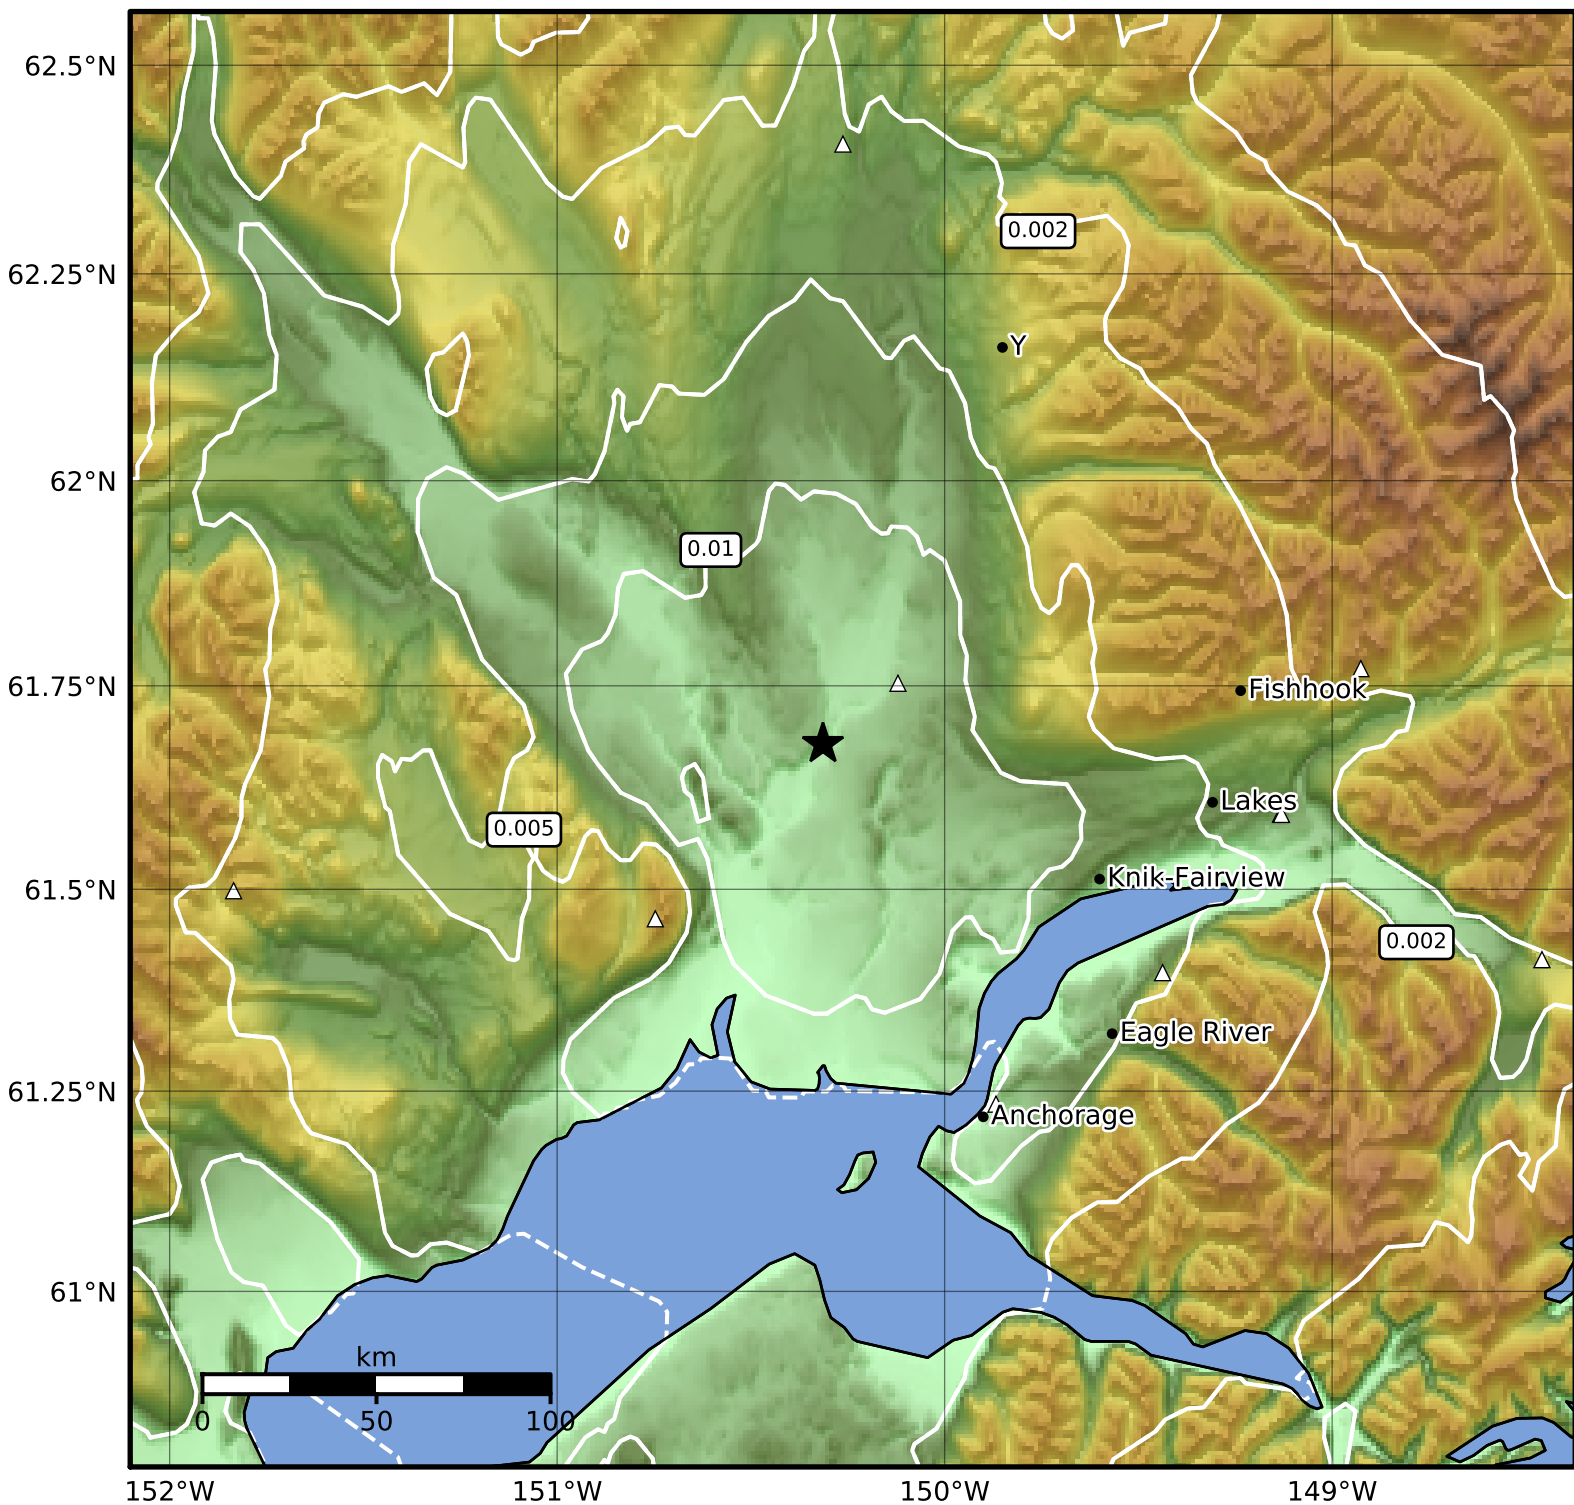 62.5°N
0.002
62.25°N
Y
62°N
0.01
61.75°N
Fishhook
Lakes
0.005
61.5°N
Knik-Fairview
0.002
Eagle River
61.25°N
Anchorage
61°N
km
0 50 100
152°W 151°W 150°W 149°W